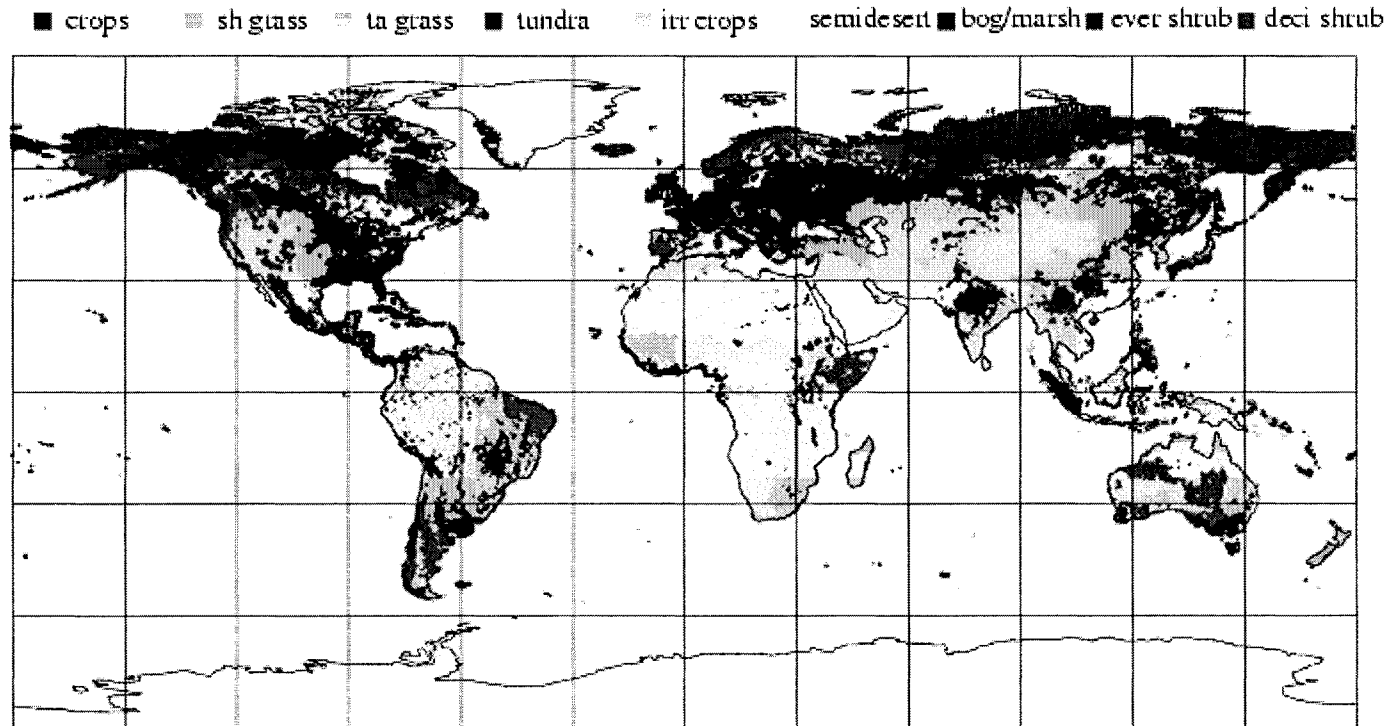 crops sh grass ta grass tundra irr crops semidesert bog/marsh ever shrub deci shrub